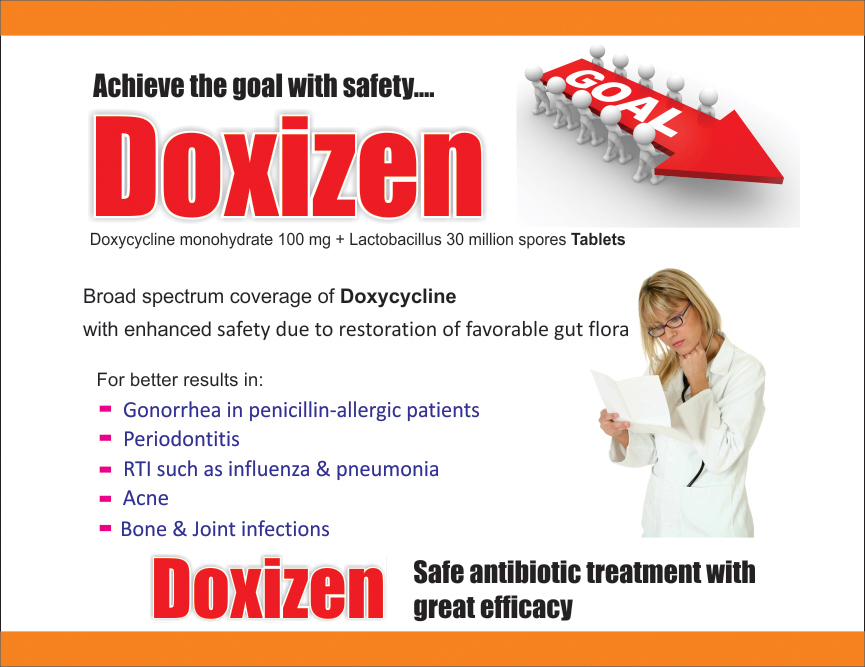 Achieve the goal with safety....
GOAL
Doxizen
Doxycycline monohydrate 100 mg + Lactobacillus 30 million spores Tablets
Broad spectrum coverage of Doxycycline
with enhanced safety due to restoration of favorable gut flora
For better results in:
Gonorrhea in penicillin-allergic patients
Periodontitis
RTI such as influenza & pneumonia
Acne
Bone & Joint infections
Doxizen
Safe antibiotic treatment with
great efficacy